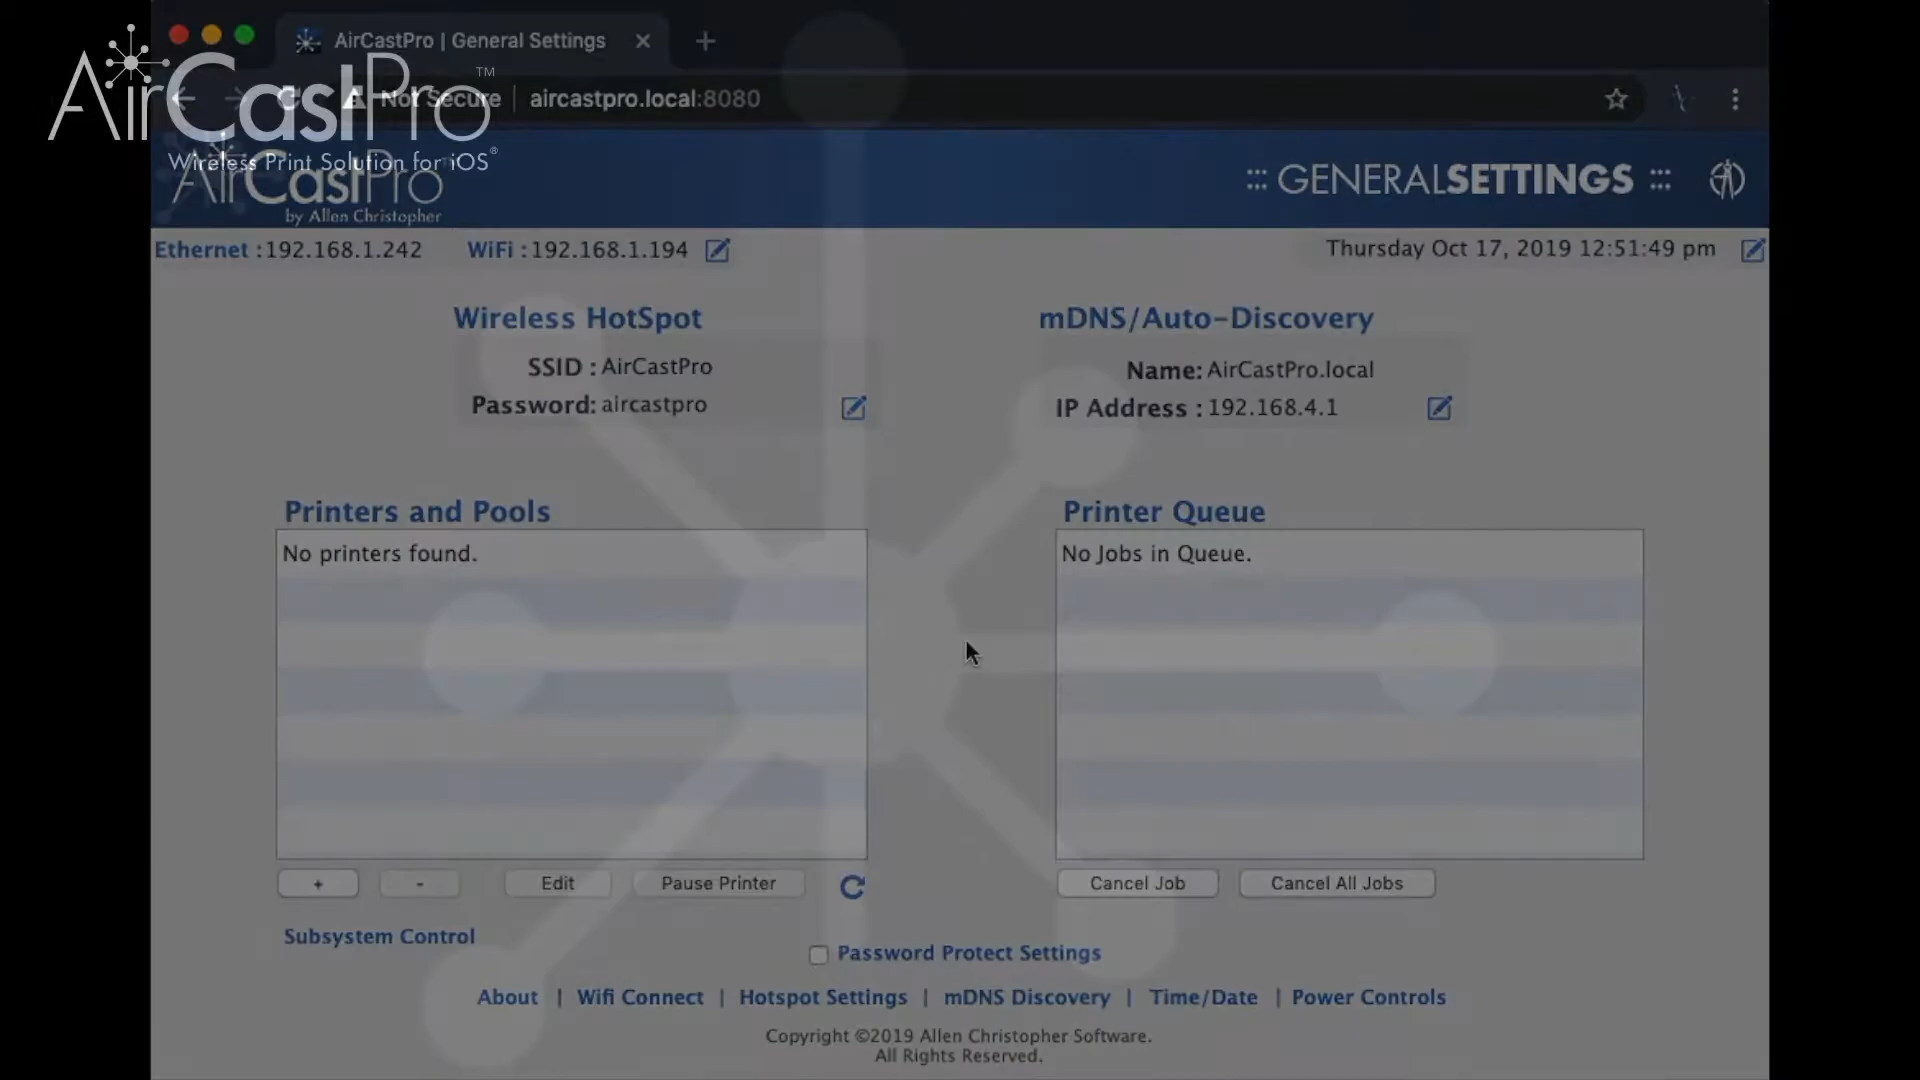 AirCastPro | General Settings
AirCastPro™
Not Secure | aircastpro.local:8080
Wireless Print Solution for iOS®
AirCastPro
by Allen Christopher
::: GENERALSETTINGS :::
Ethernet :192.168.1.242 WiFi :192.168.1.194
Thursday Oct 17, 2019 12:51:49 pm
Wireless HotSpot
SSID : AirCastPro
Password: aircastpro
mDNS/Auto-Discovery
Name: AirCastPro.local
IP Address : 192.168.4.1
Printers and Pools
No printers found.
+ - Edit Pause Printer
Printer Queue
No Jobs in Queue.
Cancel Job Cancel All Jobs
Subsystem Control
Password Protect Settings
About | Wifi Connect | Hotspot Settings | mDNS Discovery | Time/Date | Power Controls
Copyright ©2019 Allen Christopher Software.
All Rights Reserved.